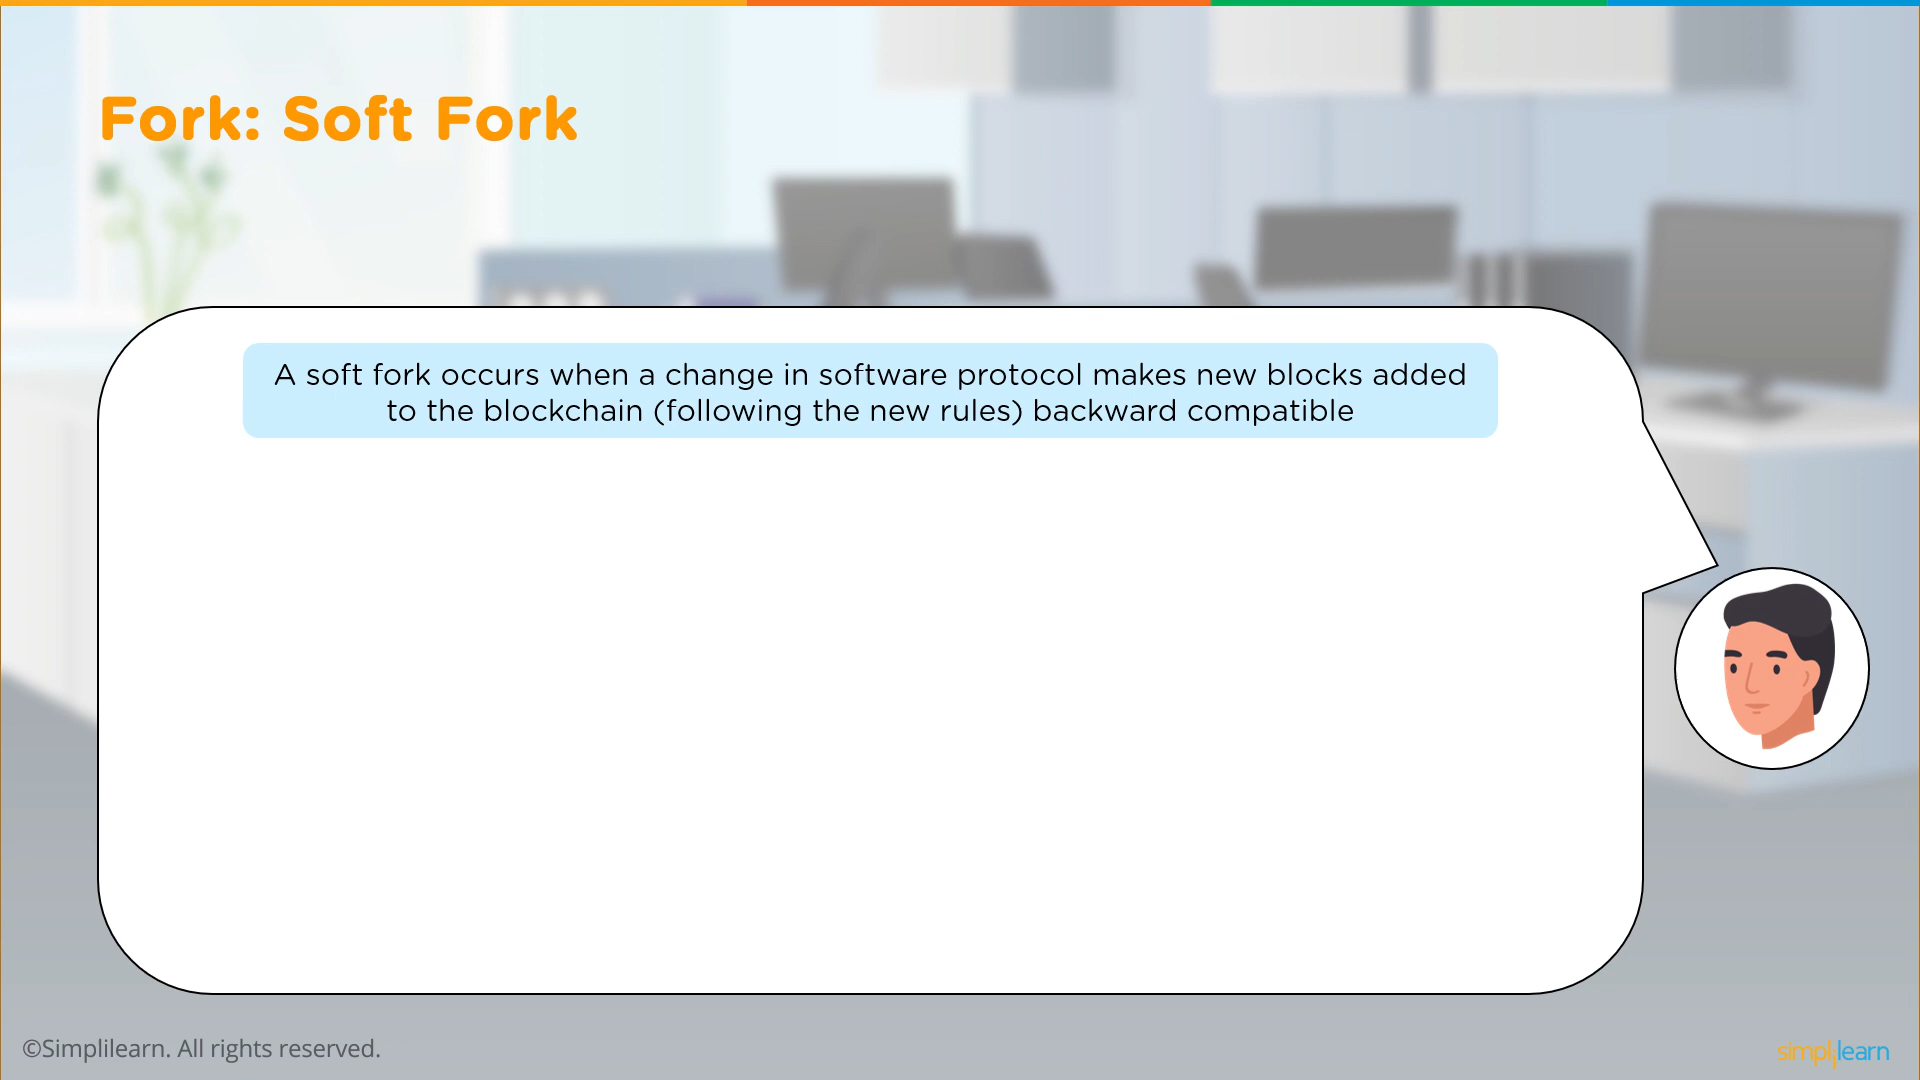 Fork: Soft Fork
A soft fork occurs when a change in software protocol makes new blocks added
to the blockchain (following the new rules) backward compatible
©Simplilearn. All rights reserved.
simplilearn